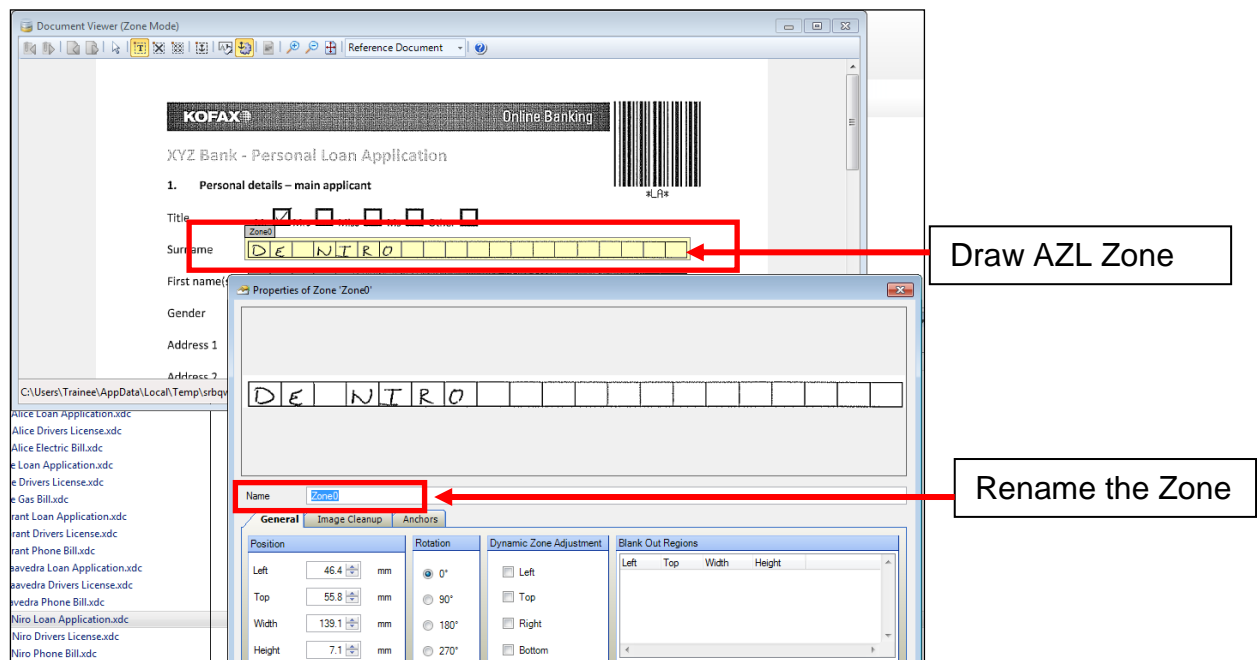 Document Viewer (Zone Mode)
Reference Document
KOFAX Online Banking
XYZ Bank - Personal Loan Application
1. Personal details – main applicant
*LA*
Title
Zone0
Surname DE NIRO
Draw AZL Zone
First name(s
Properties of Zone 'Zone0'
Gender
Address 1
Address 2
C:\Users\Trainee\AppData\Local\Temp\srbqw
DE NIRO
Alice Loan Application.xdc
Alice Drivers License.xdc
Alice Electric Bill.xdc
e Loan Application.xdc
e Drivers License.xdc
e Gas Bill.xdc
Name Zone0
Rename the Zone
rant Loan Application.xdc
General Image Cleanup Anchors
rant Drivers License.xdc
rant Phone Bill.xdc
Position Rotation Dynamic Zone Adjustment Blank Out Regions
aavedra Loan Application.xdc
Left 46.4 mm 0° Left Left Top Width Height
aavedra Drivers License.xdc
avedra Phone Bill.xdc
Top 55.8 mm 90° Top
Niro Loan Application.xdc
Width 139.1 mm 180° Right
Niro Drivers License.xdc
Height 7.1 mm 270° Bottom
Niro Phone Bill.xdc